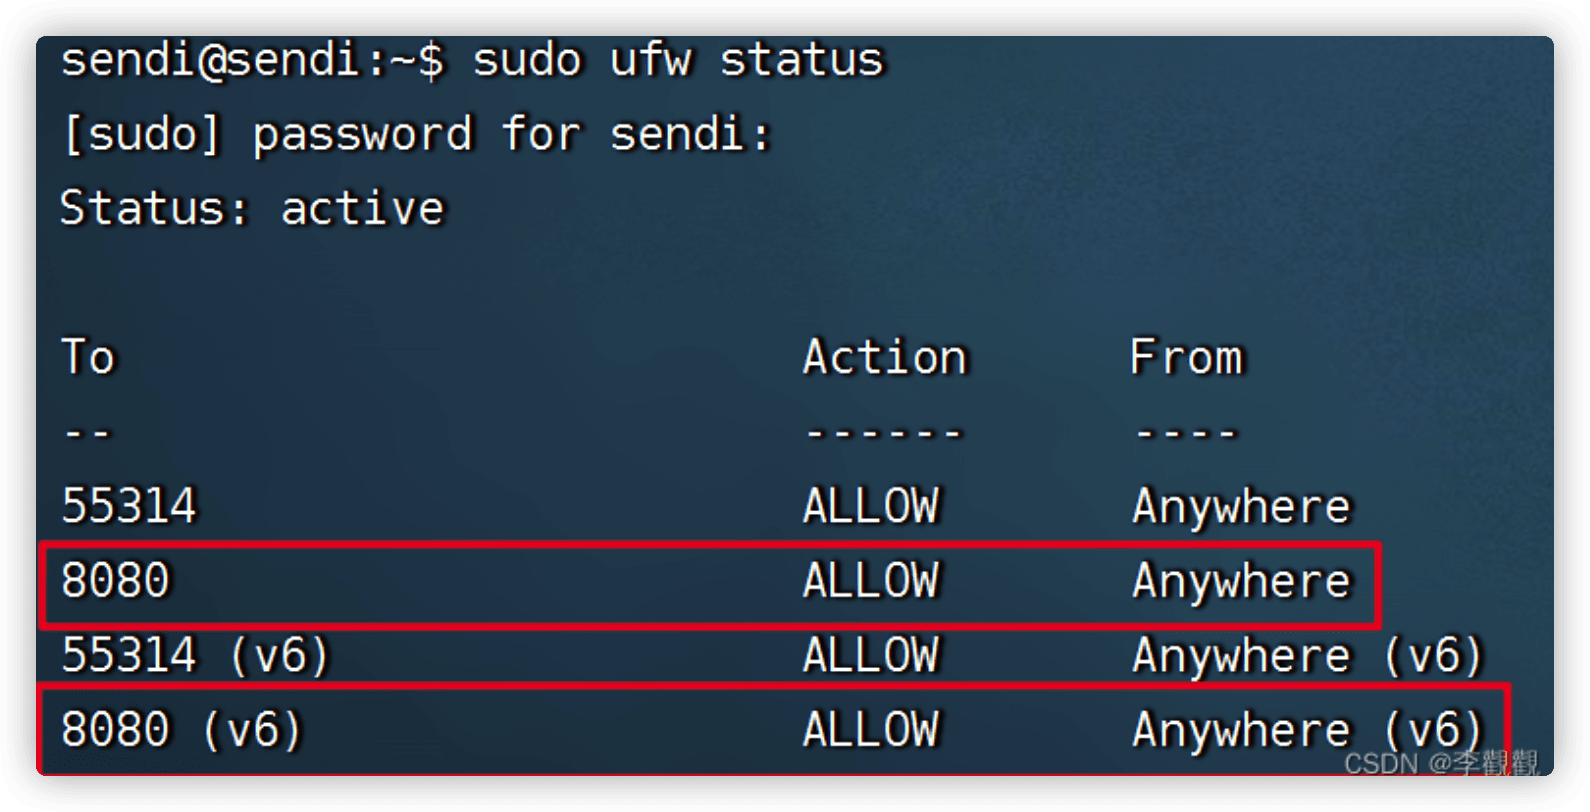 sendi@sendi:~$ sudo ufw status
[sudo] password for sendi:
Status: active
To Action From
-- ------ ----
55314 ALLOW Anywhere
8080 ALLOW Anywhere
55314 (v6) ALLOW Anywhere (v6)
8080 (v6) ALLOW Anywhere (v6)
CSDN @李觀觀